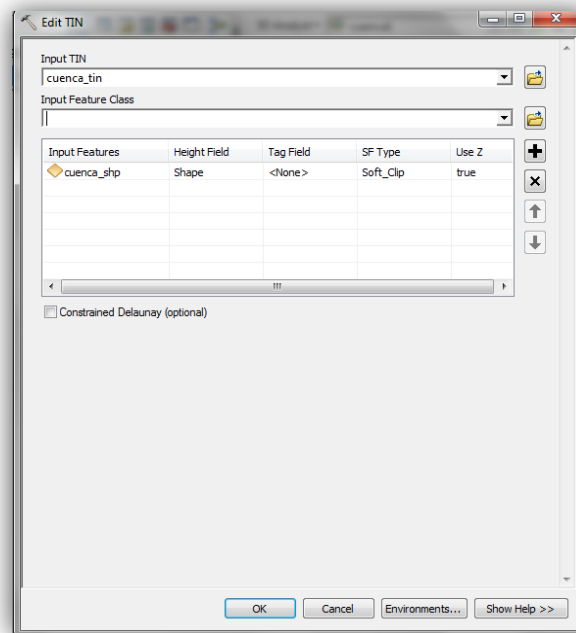 Edit TIN
Input TIN
cuenca_tin
Input Feature Class
Input Features Height Field Tag Field SF Type Use Z
cuenca_shp Shape <None> Soft_Clip true
Constrained Delaunay (optional)
OK Cancel Environments... Show Help >>